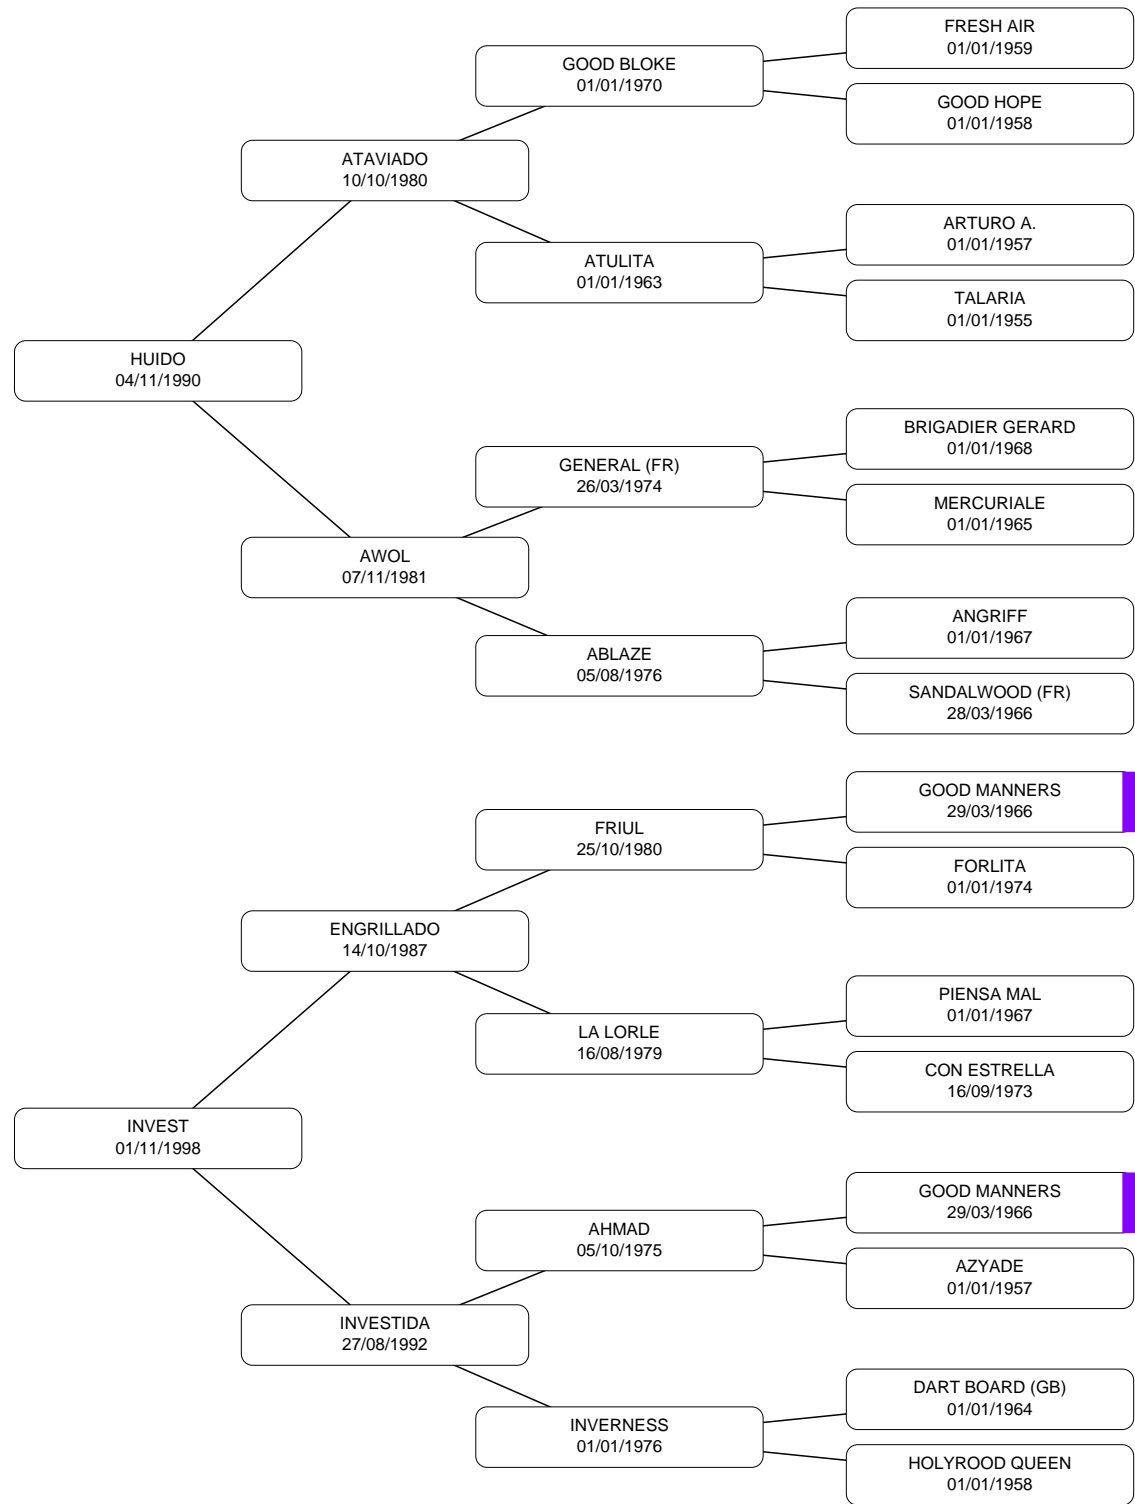 FRESH AIR
01/01/1959
GOOD BLOKE
01/01/1970
GOOD HOPE
01/01/1958
ATAVIADO
10/10/1980
ARTURO A.
01/01/1957
ATULITA
01/01/1963
TALARIA
01/01/1955
HUIDO
04/11/1990
BRIGADIER GERARD
01/01/1968
GENERAL (FR)
26/03/1974
MERCURIALE
01/01/1965
AWOL
07/11/1981
ANGRIFF
01/01/1967
ABLAZE
05/08/1976
SANDALWOOD (FR)
28/03/1966
GOOD MANNERS
29/03/1966
FRIUL
25/10/1980
FORLITA
01/01/1974
ENGRILLADO
14/10/1987
PIENSA MAL
01/01/1967
LA LORLE
16/08/1979
CON ESTRELLA
16/09/1973
INVEST
01/11/1998
GOOD MANNERS
29/03/1966
AHMAD
05/10/1975
AZYADE
01/01/1957
INVESTIDA
27/08/1992
DART BOARD (GB)
01/01/1964
INVERNESS
01/01/1976
HOLYROOD QUEEN
01/01/1958